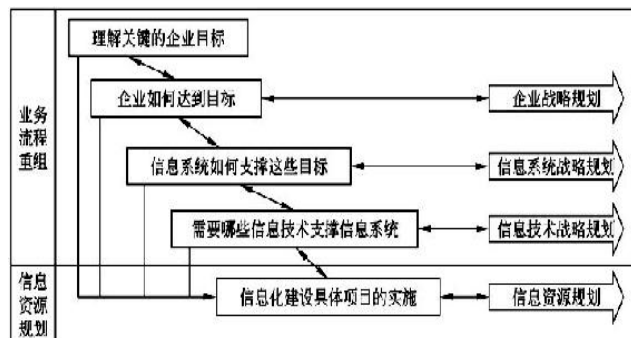 理解关键的企业目标
企业如何达到目标
企业战略规划
业务
流程
重组
信息系统如何支撑这些目标
信息系统战略规划
需要哪些信息技术支撑信息系统
信息技术战略规划
信息
资源
规划
信息化建设具体项目的实施
信息资源规划